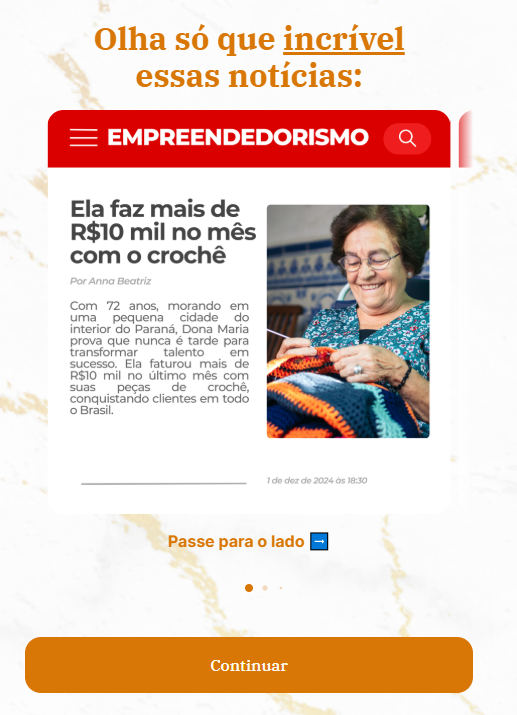 Olha só que incrível
essas notícias:
EMPREENDEDORISMO
Ela faz mais de
R$10 mil no mês
com o crochê
Por Anna Beatriz
Com 72 anos, morando em
uma pequena cidade do
interior do Paraná, Dona Maria
prova que nunca é tarde para
transformar talento em
sucesso. Ela faturou mais de
R$10 mil no último mês com
suas peças de crochê,
conquistando clientes em todo
o Brasil.
1 de dez de 2024 às 18:30
Passe para o lado ➡
Continuar